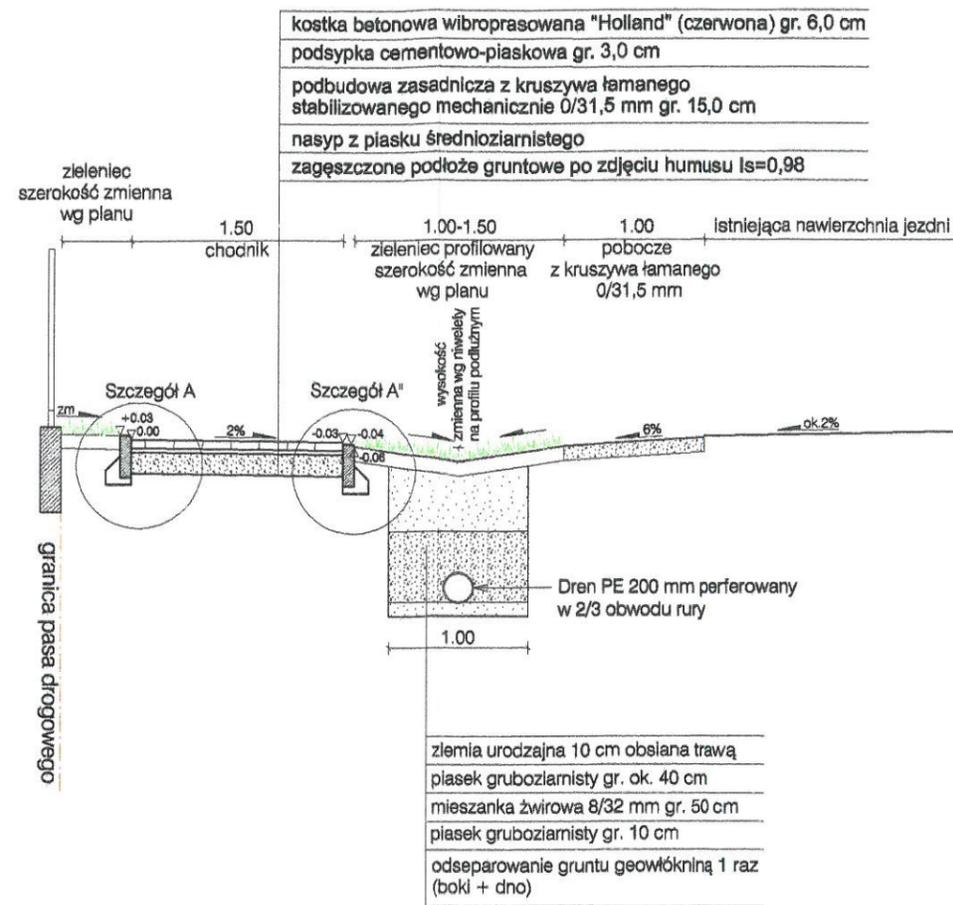 kostka betonowa wibroprasowana "Holland" (czerwona) gr. 6,0 cm
podsypka cementowo-piaskowa gr. 3,0 cm
podbudowa zasadnicza z kruszywa łamanego
stabilizowanego mechanicznie 0/31,5 mm gr. 15,0 cm
nasyp z piasku średnioziarnistego
zagęszczone podłoże gruntowe po zdjęciu humusu Is=0,98
zieleniec
szerokość zmienna
wg planu
1.50
chodnik
1.00-1.50
zieleniec profilowany
szerokość zmienna
wg planu
1.00
pobocze
z kruszywa łamanego
0/31,5 mm
istniejąca nawierzchnia jezdni
wysokość
zmienna wg niwelety
na profilu podłużnym
Szczegół A
Szczegół A"
zm
+0.03
0.00
2%
-0.03
-0.04
-0.06
6%
ok.2%
granica pasa drogowego
Dren PE 200 mm perferowany
w 2/3 obwodu rury
1.00
ziemia urodzajna 10 cm obsiana trawą
piasek gruboziarnisty gr. ok. 40 cm
mieszanka żwirowa 8/32 mm gr. 50 cm
piasek gruboziarnisty gr. 10 cm
odseparowanie gruntu geowłókniną 1 raz
(boki + dno)